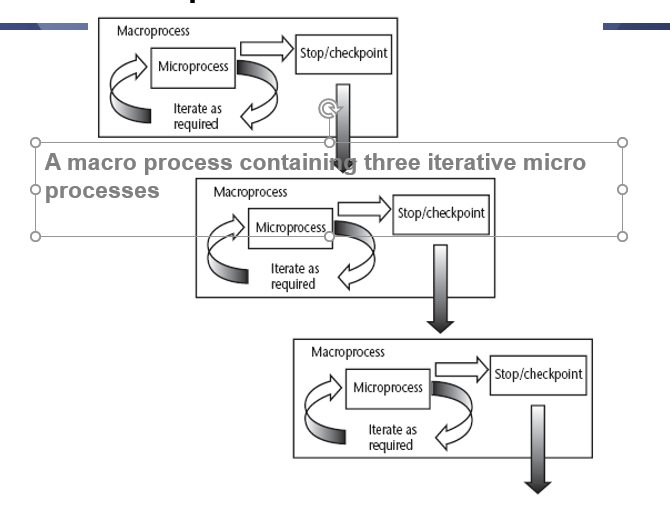 Macroprocess
Microprocess
Stop/checkpoint
Iterate as
required
A macro process containing three iterative micro
processes
Macroprocess
Microprocess
Stop/checkpoint
Iterate as
required
Macroprocess
Microprocess
Stop/checkpoint
Iterate as
required